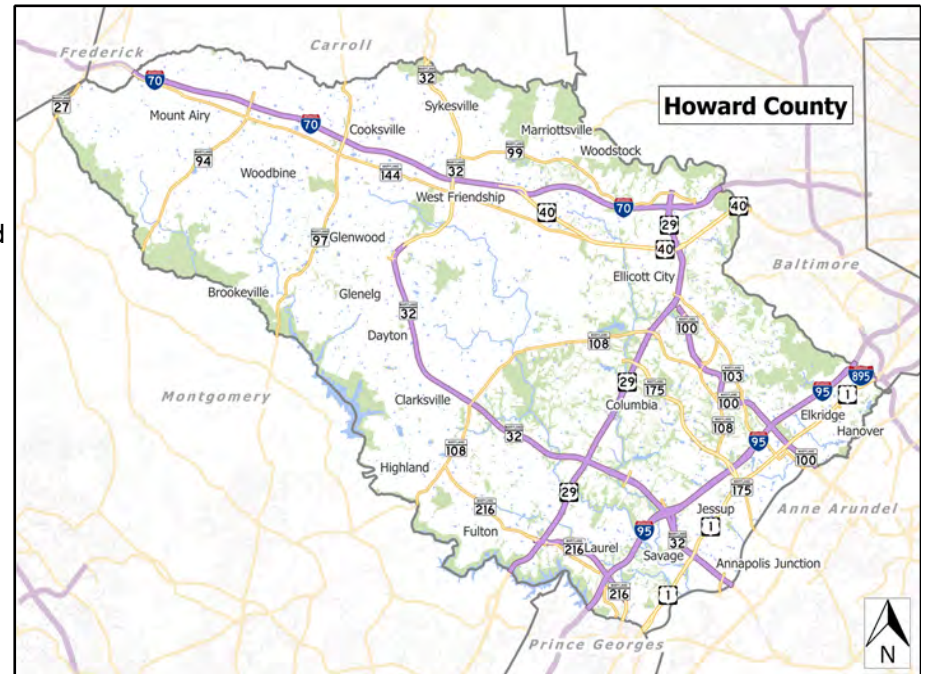 Carroll
Frederick
32
70
27
Sykesville
Howard County
Mount Airy
70
Cooksville
Marriottsville
99
Woodstock
94
32
Woodbine
144
West Friendship
40
70
40
d
29
97
Glenwood
40
Ellicott City
Baltimore
Brookeville
Glenelg
32
100
Dayton
108
103
895
29
175
95
1
Montgomery
Clarksville
Columbia
100
Elkridge
108
Hanover
32
95
108
100
Highland
175
29
Anne Arundel
216
Jessup
1
Fulton
95
216
Laurel
32
Savage
Annapolis Junction
216
1
Prince Georges
N